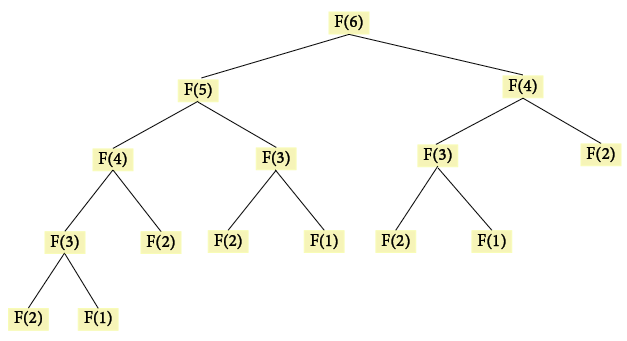 F(6)
F(5) F(4)
F(4) F(3) F(3) F(2)
F(3) F(2) F(2) F(1) F(2) F(1)
F(2) F(1)